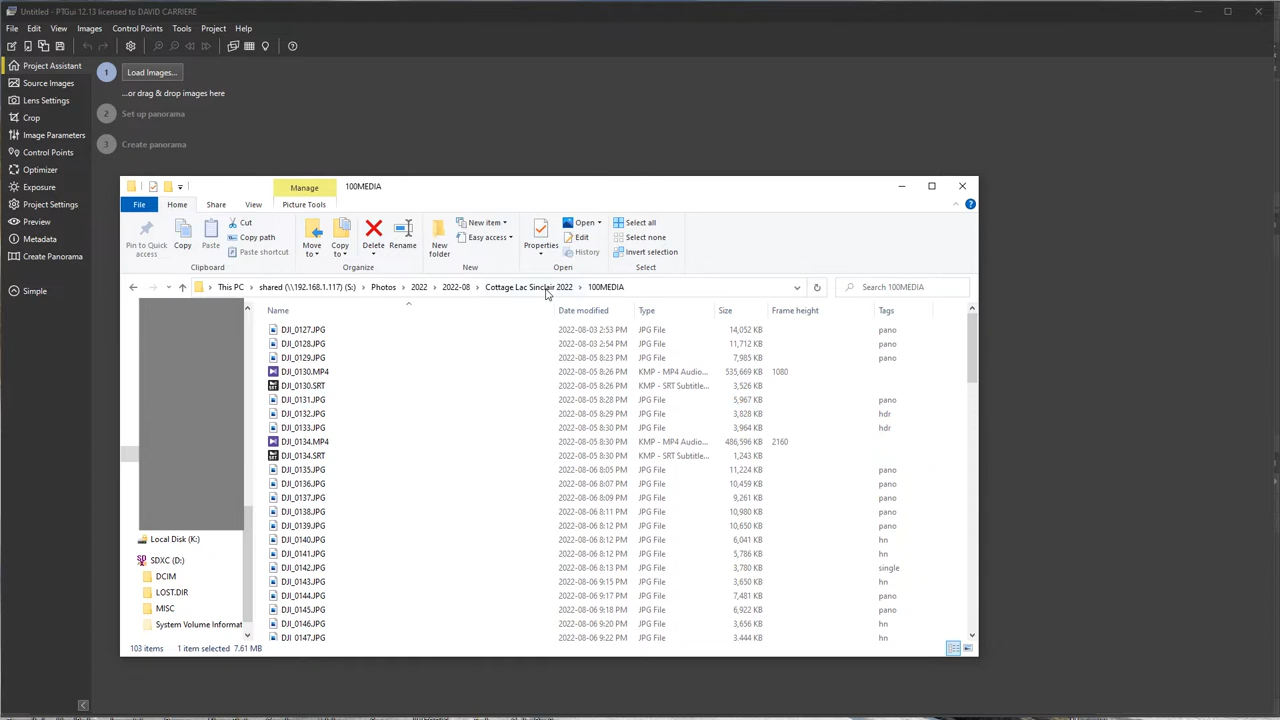 Untitled - PTGui 12.13 licensed to DAVID CARRIERE
File Edit View Images Control Points Tools Project Help
Project Assistant
Source Images
Lens Settings
Crop
Image Parameters
Control Points
Optimizer
Exposure
Project Settings
Preview
Metadata
Create Panorama
Simple
1 Load Images...
...or drag & drop images here
2 Set up panorama
3 Create panorama
Manage 100MEDIA
File Home Share View Picture Tools
Pin to Quick access
Copy
Paste
Cut
Copy path
Paste shortcut
Clipboard
Move to
Copy to
Delete
Rename
Organize
New folder
New item
Easy access
New
Properties
Open
Edit
History
Open
Select all
Select none
Invert selection
Select
This PC > shared (\\192.168.1.117) (S:) > Photos > 2022 > 2022-08 > Cottage Lac Sinclair 2022 > 100MEDIA
Search 100MEDIA
Name Date modified Type Size Frame height Tags
DJI_0127.JPG 2022-08-03 2:53 PM JPG File 14,052 KB pano
DJI_0128.JPG 2022-08-03 2:54 PM JPG File 11,712 KB pano
DJI_0129.JPG 2022-08-05 8:23 PM JPG File 7,985 KB pano
DJI_0130.MP4 2022-08-05 8:26 PM KMP - MP4 Audio... 535,669 KB 1080
DJI_0130.SRT 2022-08-05 8:26 PM KMP - SRT Subtitle... 3,526 KB
DJI_0131.JPG 2022-08-05 8:28 PM JPG File 5,967 KB pano
DJI_0132.JPG 2022-08-05 8:29 PM JPG File 3,828 KB hdr
DJI_0133.JPG 2022-08-05 8:30 PM JPG File 3,964 KB hdr
DJI_0134.MP4 2022-08-05 8:30 PM KMP - MP4 Audio... 486,596 KB 2160
DJI_0134.SRT 2022-08-05 8:30 PM KMP - SRT Subtitle... 1,243 KB
DJI_0135.JPG 2022-08-06 8:05 PM JPG File 11,224 KB pano
DJI_0136.JPG 2022-08-06 8:07 PM JPG File 10,459 KB pano
DJI_0137.JPG 2022-08-06 8:09 PM JPG File 9,261 KB pano
DJI_0138.JPG 2022-08-06 8:11 PM JPG File 10,980 KB pano
DJI_0139.JPG 2022-08-06 8:12 PM JPG File 10,650 KB pano
DJI_0140.JPG 2022-08-06 8:12 PM JPG File 6,041 KB hn
DJI_0141.JPG 2022-08-06 8:12 PM JPG File 5,786 KB hn
DJI_0142.JPG 2022-08-06 8:13 PM JPG File 3,780 KB single
DJI_0143.JPG 2022-08-06 9:15 PM JPG File 3,650 KB hn
DJI_0144.JPG 2022-08-06 9:17 PM JPG File 7,481 KB pano
DJI_0145.JPG 2022-08-06 9:18 PM JPG File 6,922 KB pano
DJI_0146.JPG 2022-08-06 9:20 PM JPG File 3,656 KB hn
DJI_0147.JPG 2022-08-06 9:22 PM JPG File 3,444 KB hn
Local Disk (K:)
SDXC (D:)
DCIM
LOST.DIR
MISC
System Volume Informat
103 items 1 item selected 7.61 MB